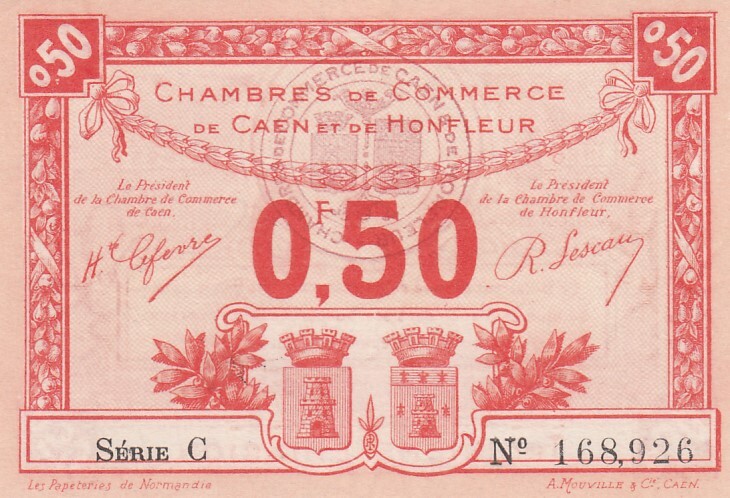 0.50
0.50
CHAMBRES DE COMMERCE
DE CAEN ET DE HONFLEUR
Le Président
de la Chambre de Commerce
de Caen,
Hte Lefevre
Le Président
de la Chambre de Commerce
de Honfleur,
R. Lescau
F
0,50
SÉRIE C
No 168,926
Les Papeteries de Normandie
A. MOUVILLE & Cie, CAEN.